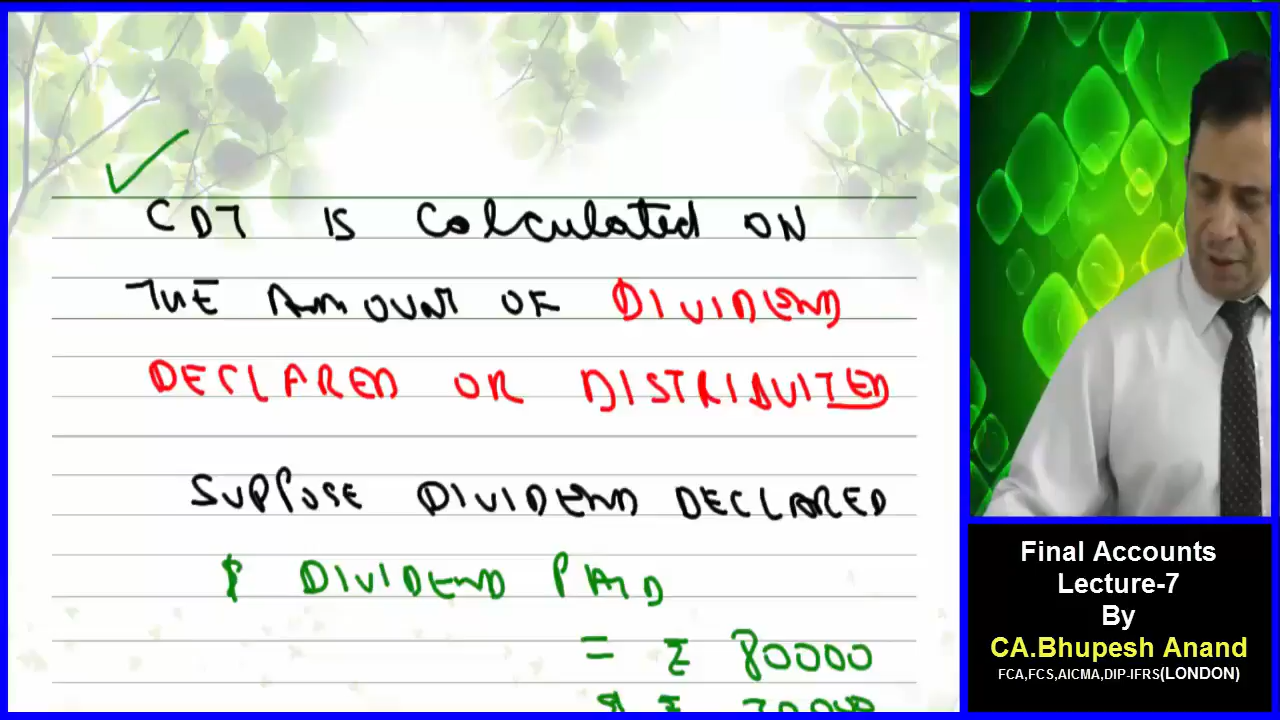 CDT IS Calculated ON
THE AMOUNT OF DIVIDEND
DECLARED OR DISTRIBUTED
SUPPOSE DIVIDEND DECLARED
& DIVIDEND PAID
= ₹ 80000
& ₹
Final Accounts
Lecture-7
By
CA.Bhupesh Anand
FCA,FCS,AICMA,DIP-IFRS(LONDON)